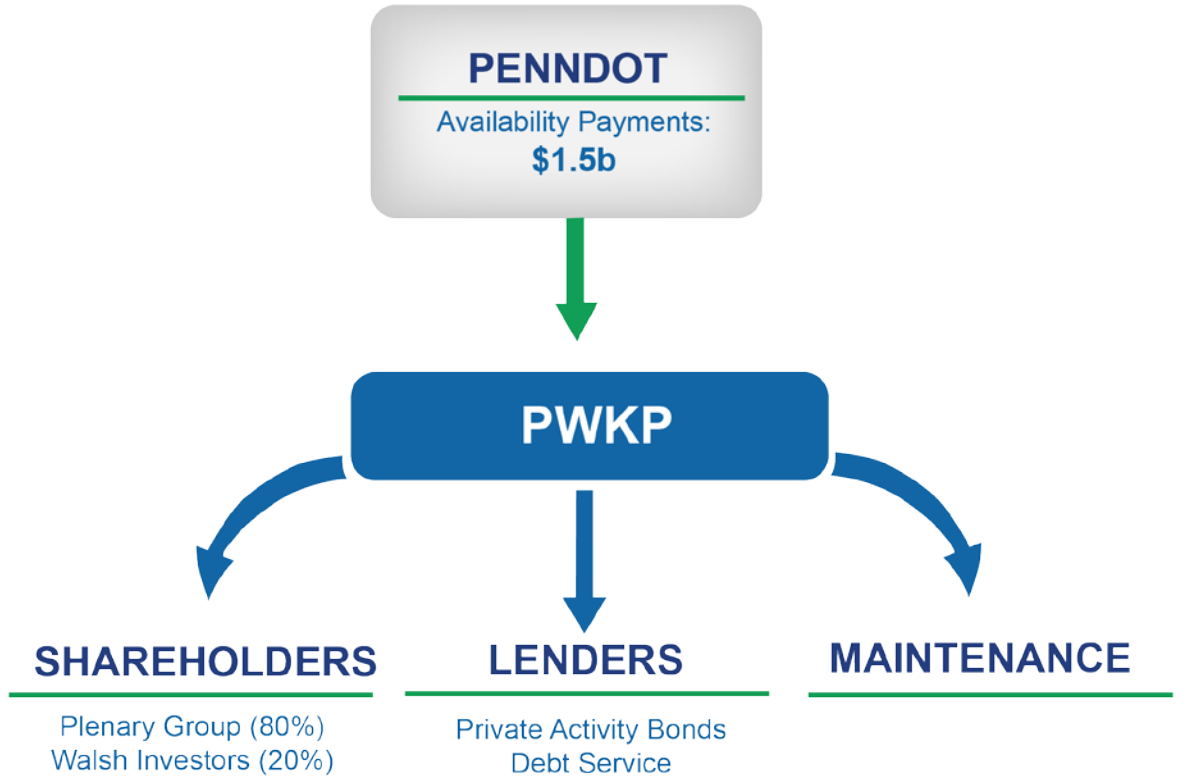 PENNDOT
Availability Payments:
$1.5b
PWKP
SHAREHOLDERS
Plenary Group (80%)
Walsh Investors (20%)
LENDERS
Private Activity Bonds
Debt Service
MAINTENANCE